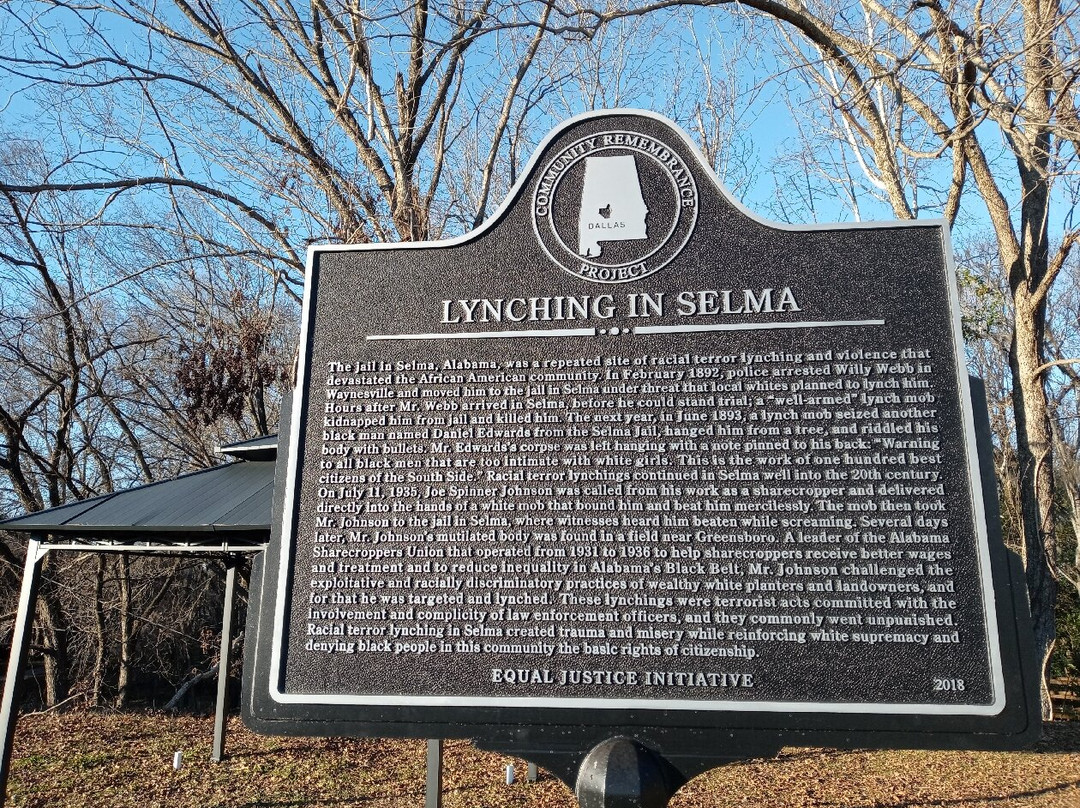 COMMUNITY REMEMBRANCE
DALLAS
PROJECT
LYNCHING IN SELMA
The jail in Selma, Alabama, was a repeated site of racial terror lynching and violence that
devastated the African American community. In February 1892, police arrested Willy Webb in
Waynesville and moved him to the jail in Selma under threat that local whites planned to lynch him.
Hours after Mr. Webb arrived in Selma, before he could stand trial, a "well-armed" lynch mob
kidnapped him from jail and killed him. The next year, in June 1893, a lynch mob seized another
black man named Daniel Edwards from the Selma Jail, hanged him from a tree, and riddled his
body with bullets. Mr. Edwards's corpse was left hanging with a note pinned to his back: "Warning
to all black men that are too intimate with white girls. This is the work of one hundred best
citizens of the South Side." Racial terror lynchings continued in Selma well into the 20th century.
On July 11, 1935, Joe Spinner Johnson was called from his work as a sharecropper and delivered
directly into the hands of a white mob that bound him and beat him mercilessly. The mob then took
Mr. Johnson to the jail in Selma, where witnesses heard him beaten while screaming. Several days
later, Mr. Johnson's mutilated body was found in a field near Greensboro. A leader of the Alabama
Sharecroppers Union that operated from 1931 to 1936 to help sharecroppers receive better wages
and treatment and to reduce inequality in Alabama's Black Belt, Mr. Johnson challenged the
exploitative and racially discriminatory practices of wealthy white planters and landowners, and
for that he was targeted and lynched. These lynchings were terrorist acts committed with the
involvement and complicity of law enforcement officers, and they commonly went unpunished.
Racial terror lynching in Selma created trauma and misery while reinforcing white supremacy and
denying black people in this community the basic rights of citizenship.
EQUAL JUSTICE INITIATIVE
2018